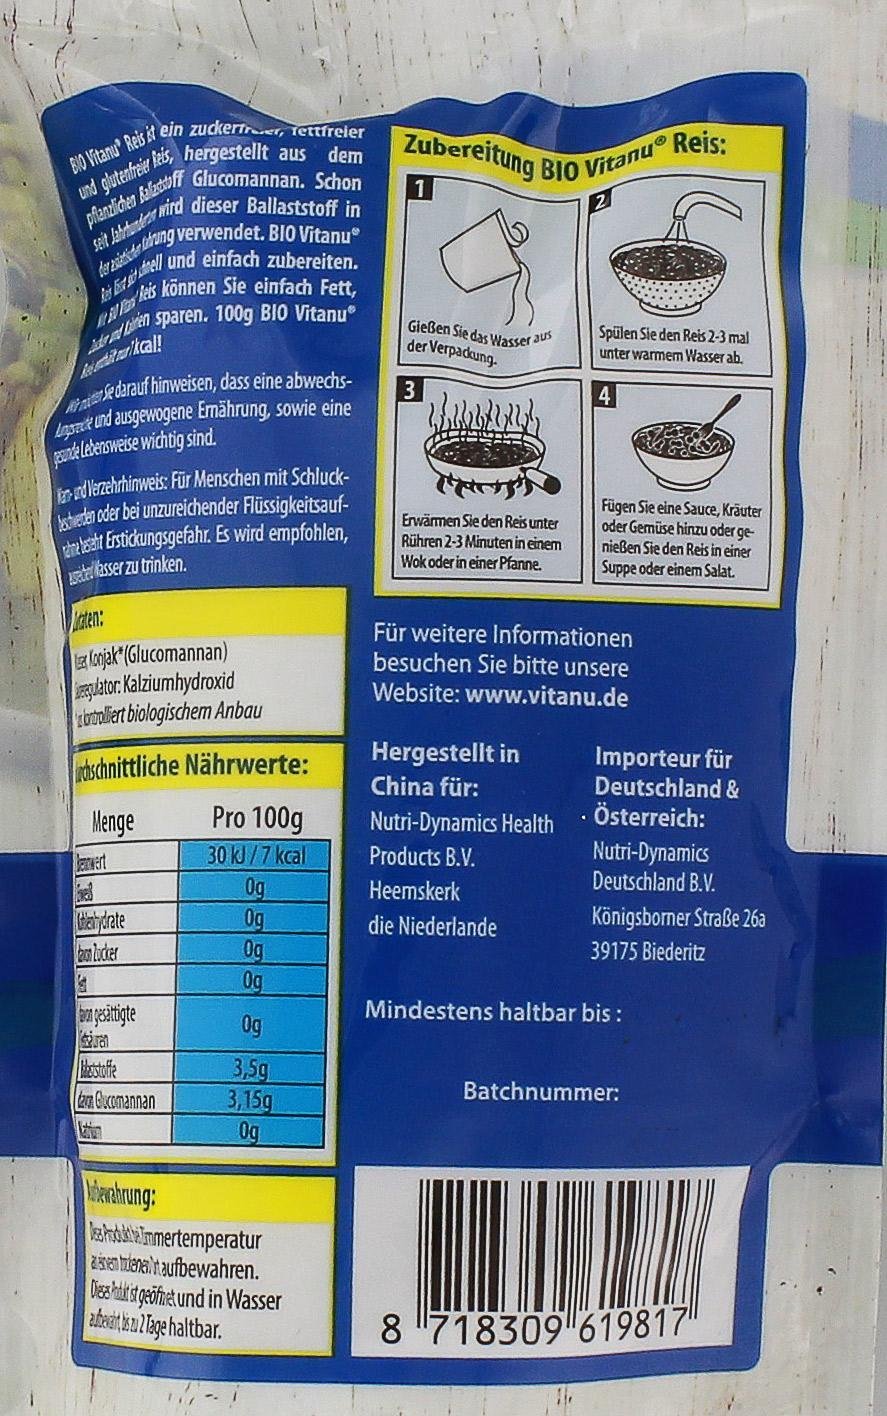 BIO Vitanu® Reis ist ein zuckerfreier, fettfreier
und glutenfreier Reis, hergestellt aus dem
pflanzlichen Ballaststoff Glucomannan. Schon
seit Jahrhunderten wird dieser Ballaststoff in
der asiatischen Nahrung verwendet. BIO Vitanu®
Reis lässt sich schnell und einfach zubereiten.
Mit BIO Vitanu® Reis können Sie einfach Fett,
Zucker und Kalorien sparen. 100g BIO Vitanu®
Reis enthält nur 7kcal!
Wir möchten Sie darauf hinweisen, dass eine abwechs-
lungsreiche und ausgewogene Ernährung, sowie eine
gesunde Lebensweise wichtig sind.
Warn- und Verzehrhinweis: Für Menschen mit Schluck-
beschwerden oder bei unzureichender Flüssigkeitsauf-
nahme besteht Erstickungsgefahr. Es wird empfohlen,
ausreichend Wasser zu trinken.
Zutaten:
Wasser, Konjak* (Glucomannan)
Säureregulator: Kalziumhydroxid
*aus kontrolliert biologischem Anbau
Durchschnittliche Nährwerte:
Menge Pro 100g
Brennwert 30 kJ / 7 kcal
Eiweß 0g
Kohlenhydrate 0g
davon Zucker 0g
Fett 0g
davon gesättigte
Fettsäuren 0g
Ballaststoffe 3,5g
davon Glucomannan 3,15g
Natrium 0g
Aufbewahrung:
Dieses Produkt bei Zimmertemperatur
an einem trockenen Ort aufbewahren.
Dieses Produkt ist geöffnet und in Wasser
aufbewahrt bis zu 2 Tage haltbar.
Zubereitung BIO Vitanu® Reis:
1
Gießen Sie das Wasser aus
der Verpackung.
2
Spülen Sie den Reis 2-3 mal
unter warmem Wasser ab.
3
Erwärmen Sie den Reis unter
Rühren 2-3 Minuten in einem
Wok oder in einer Pfanne.
4
Fügen Sie eine Sauce, Kräuter
oder Gemüse hinzu oder ge-
nießen Sie den Reis in einer
Suppe oder einem Salat.
Für weitere Informationen
besuchen Sie bitte unsere
Website: www.vitanu.de
Hergestellt in
China für:
Nutri-Dynamics Health
Products B.V.
Heemskerk
die Niederlande
Importeur für
Deutschland &
Österreich:
Nutri-Dynamics
Deutschland B.V.
Königsborner Straße 26a
39175 Biederitz
Mindestens haltbar bis :
Batchnummer:
8 718309 619817